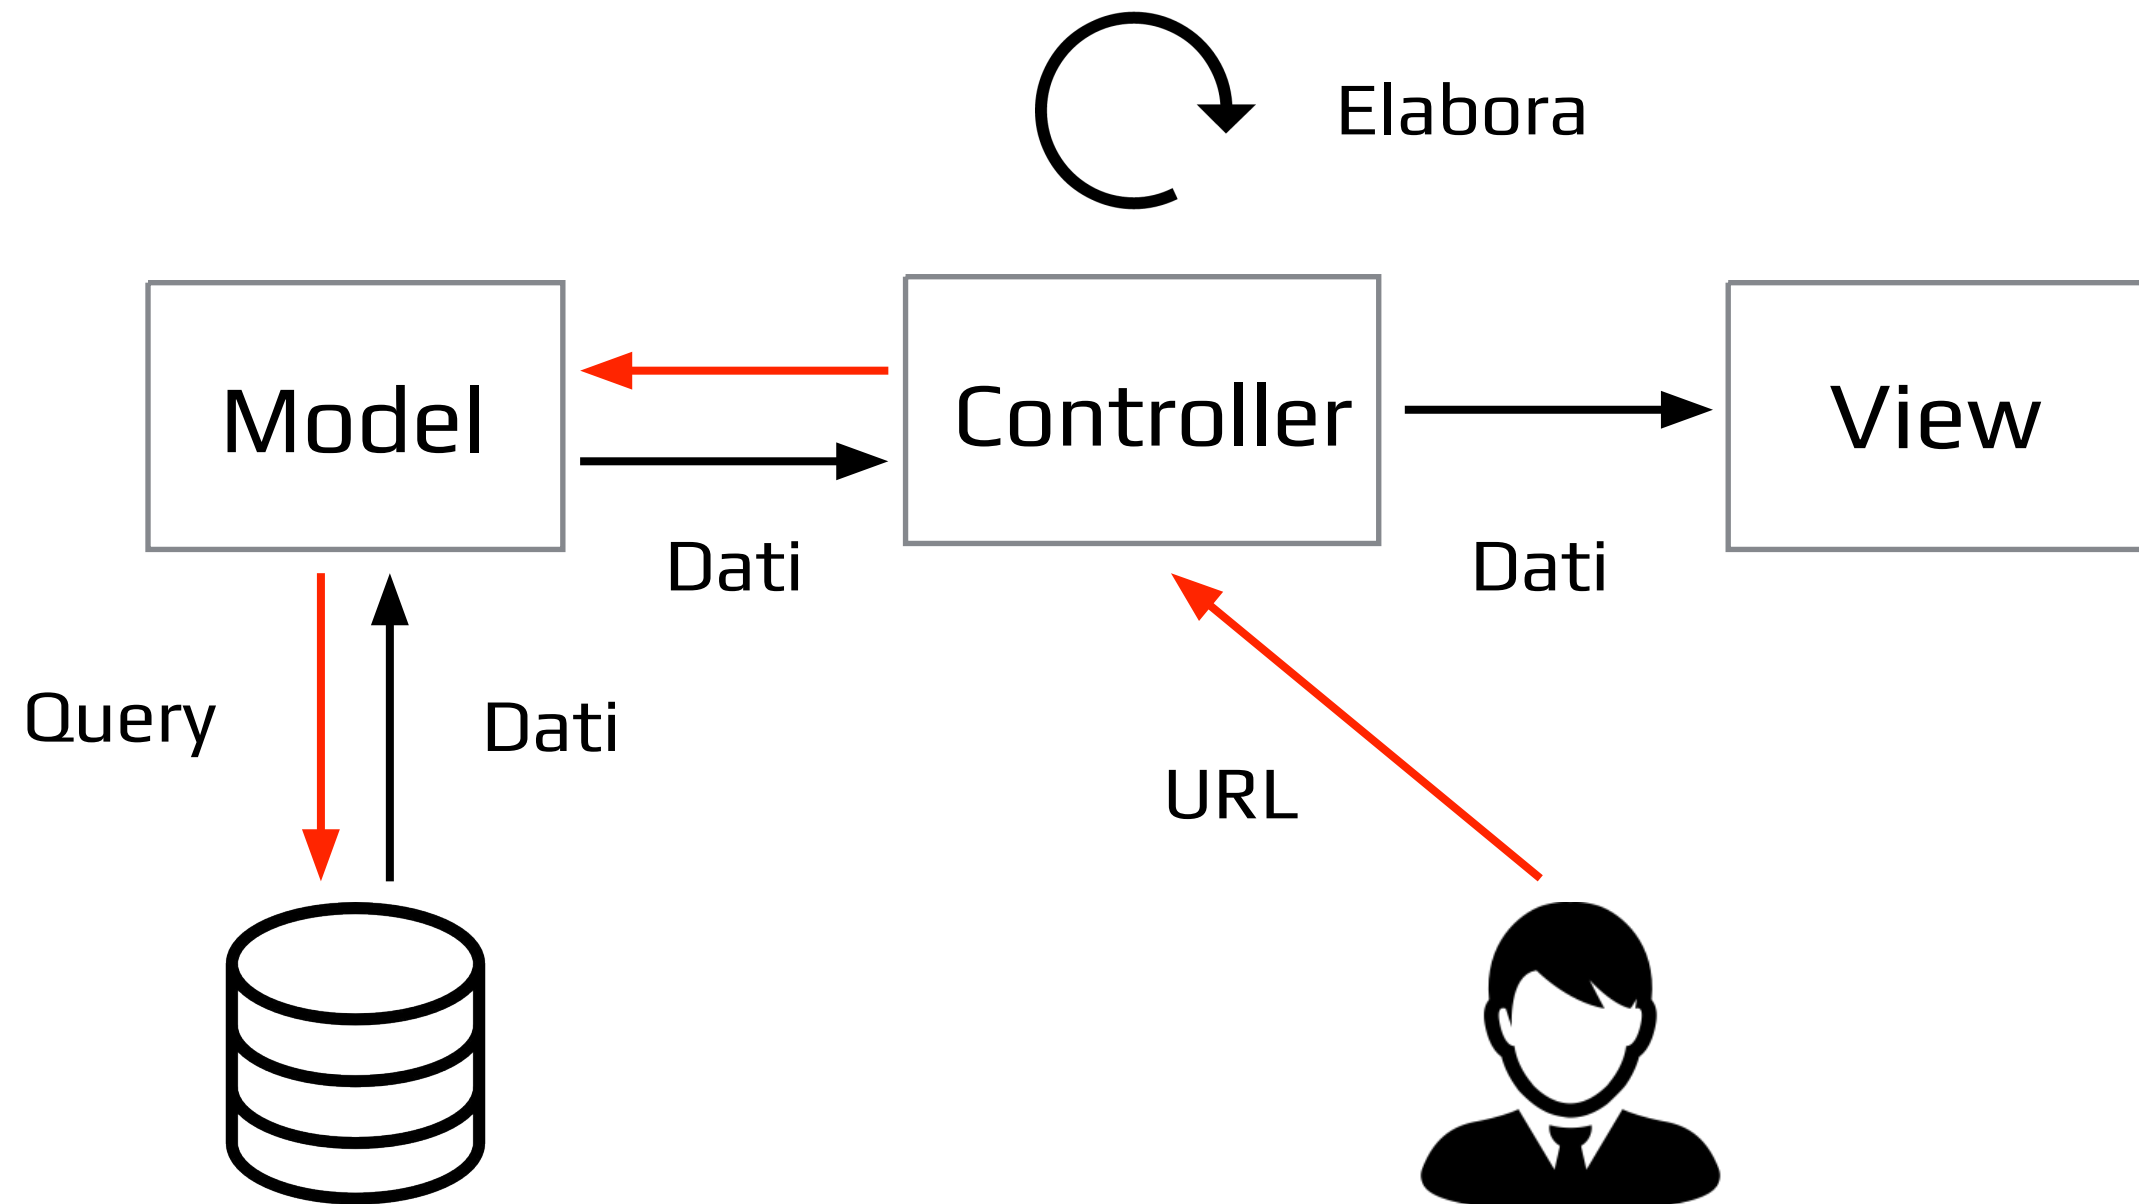 Elabora
Model
Controller
View
Dati
Dati
Query
Dati
URL